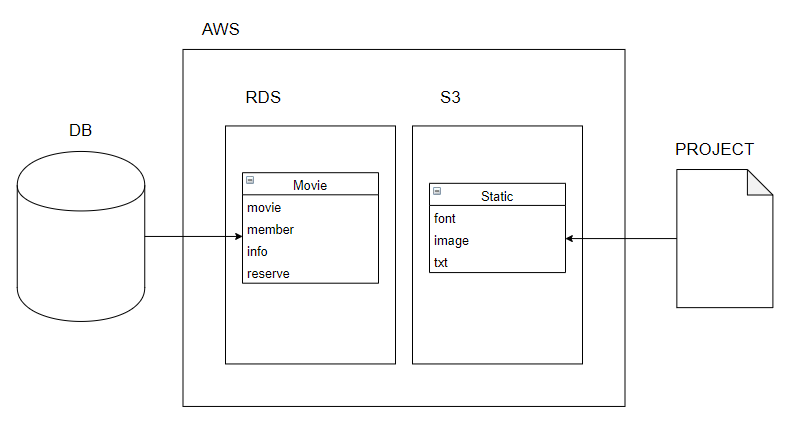 AWS
RDS
S3
DB
PROJECT
Movie
movie
member
info
reserve
Static
font
image
txt